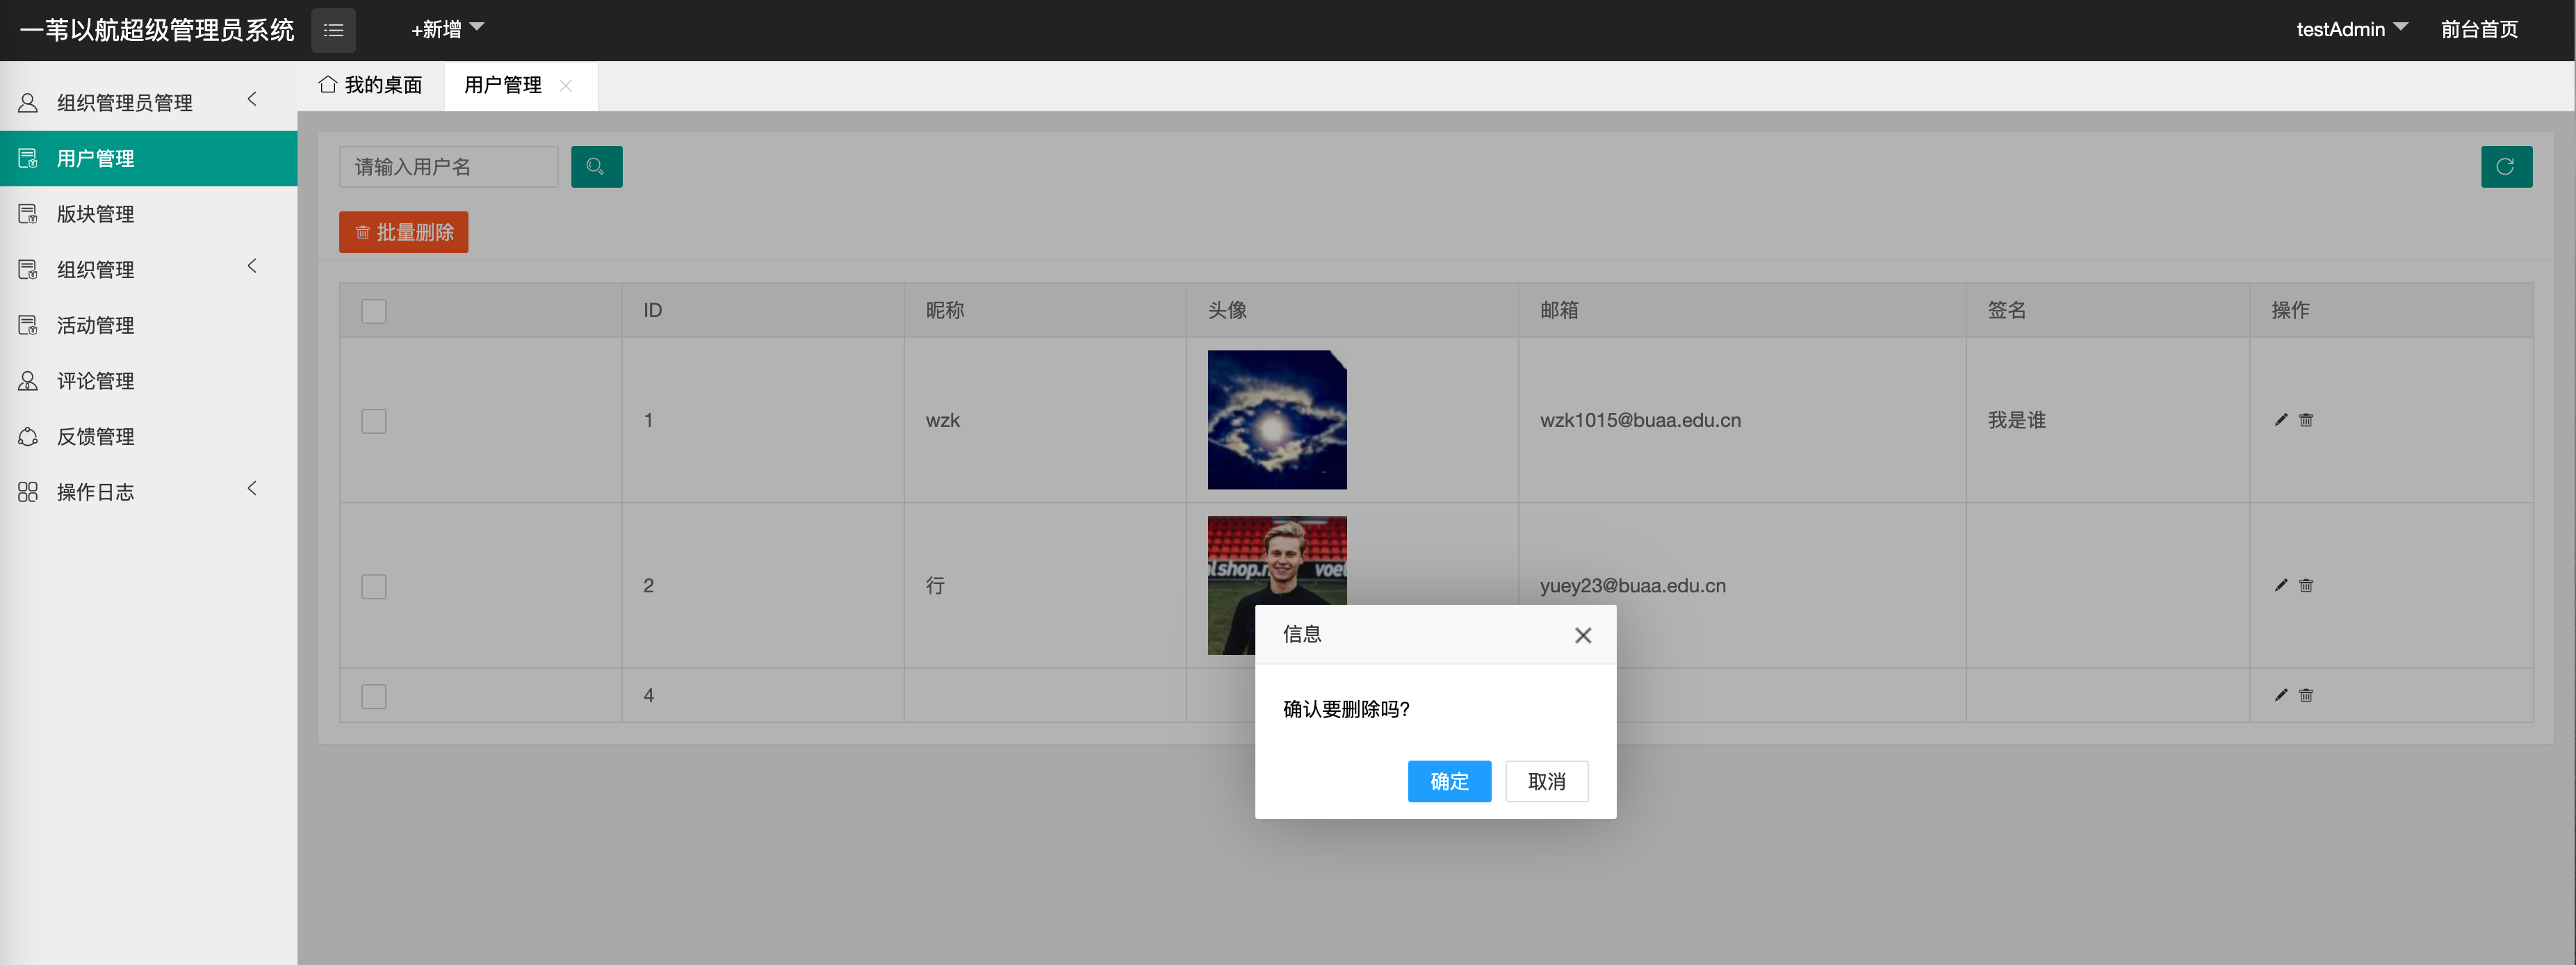 一苇以航超级管理员系统
+新增
testAdmin
前台首页
组织管理员管理
用户管理
版块管理
组织管理
活动管理
评论管理
反馈管理
操作日志
我的桌面
用户管理
请输入用户名
批量删除
ID 昵称 头像 邮箱 签名 操作
1 wzk wzk1015@buaa.edu.cn 我是谁
2 行 yuey23@buaa.edu.cn
alshop.n voet
4
信息
确认要删除吗?
确定
取消